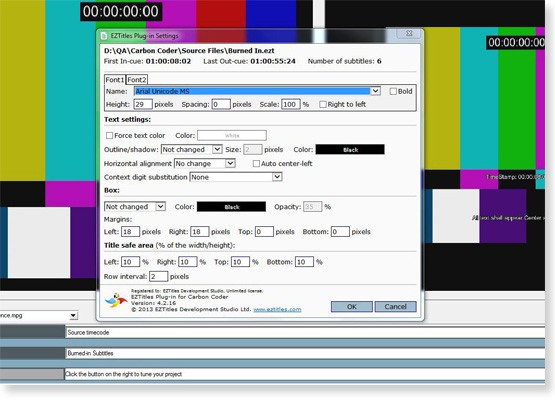 00:00:00:00
EZTitles Plug-in Settings
00:00:00:00
D:\QA\Carbon Coder\Source Files\Burned In.ezt
First In-cue: 00:01:08:02 Last Out-cue: 00:01:55:24 Number of subtitles: 6
Font1 Font2
Name: Arial Unicode MS Bold
Height: 29 pixels Spacing: 0 pixels Scale: 100 % Right to left
Text settings:
Force text color Color: White
Outline/shadow: Not changed Size: 2 pixels Color: Black
Horizontal alignment No change Auto center-left
Context digit substitution None
Box:
Not changed Color: Black Opacity: 35 %
Margins:
Left: 18 pixels Right: 18 pixels Top: 0 pixels Bottom: 0 pixels
Title safe area (% of the width/height):
Left: 10 % Right: 10 % Top: 10 % Bottom: 10 %
Row interval: 2 pixels
Registered to: EZTitles Development Studio, Unlimited license.
EZTitles Plug-in for Carbon Coder
Version: 4.2.16
© 2013 EZTitles Development Studio Ltd. www.eztitles.com
OK Cancel
TimeStamp: 00:00:0
text shall appear Center
nce.mpg
Source timecode
Burned-in Subtitles
Click the button on the right to tune your project